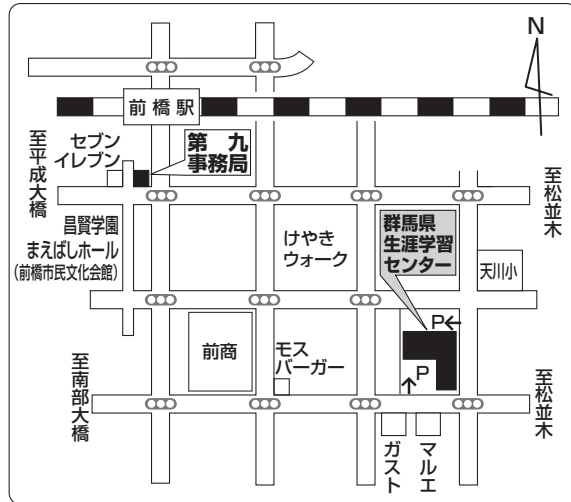 N
前橋駅
第九
事務局
セブン
イレブン
至平成大橋
至松並木
昌賢学園
まえばしホール
(前橋市民文化会館)
けやき
ウォーク
群馬県
生涯学習
センター
天川小
P←
P
↑
前商
モス
バーガー
至南部大橋
至松並木
ガスト
マルエ